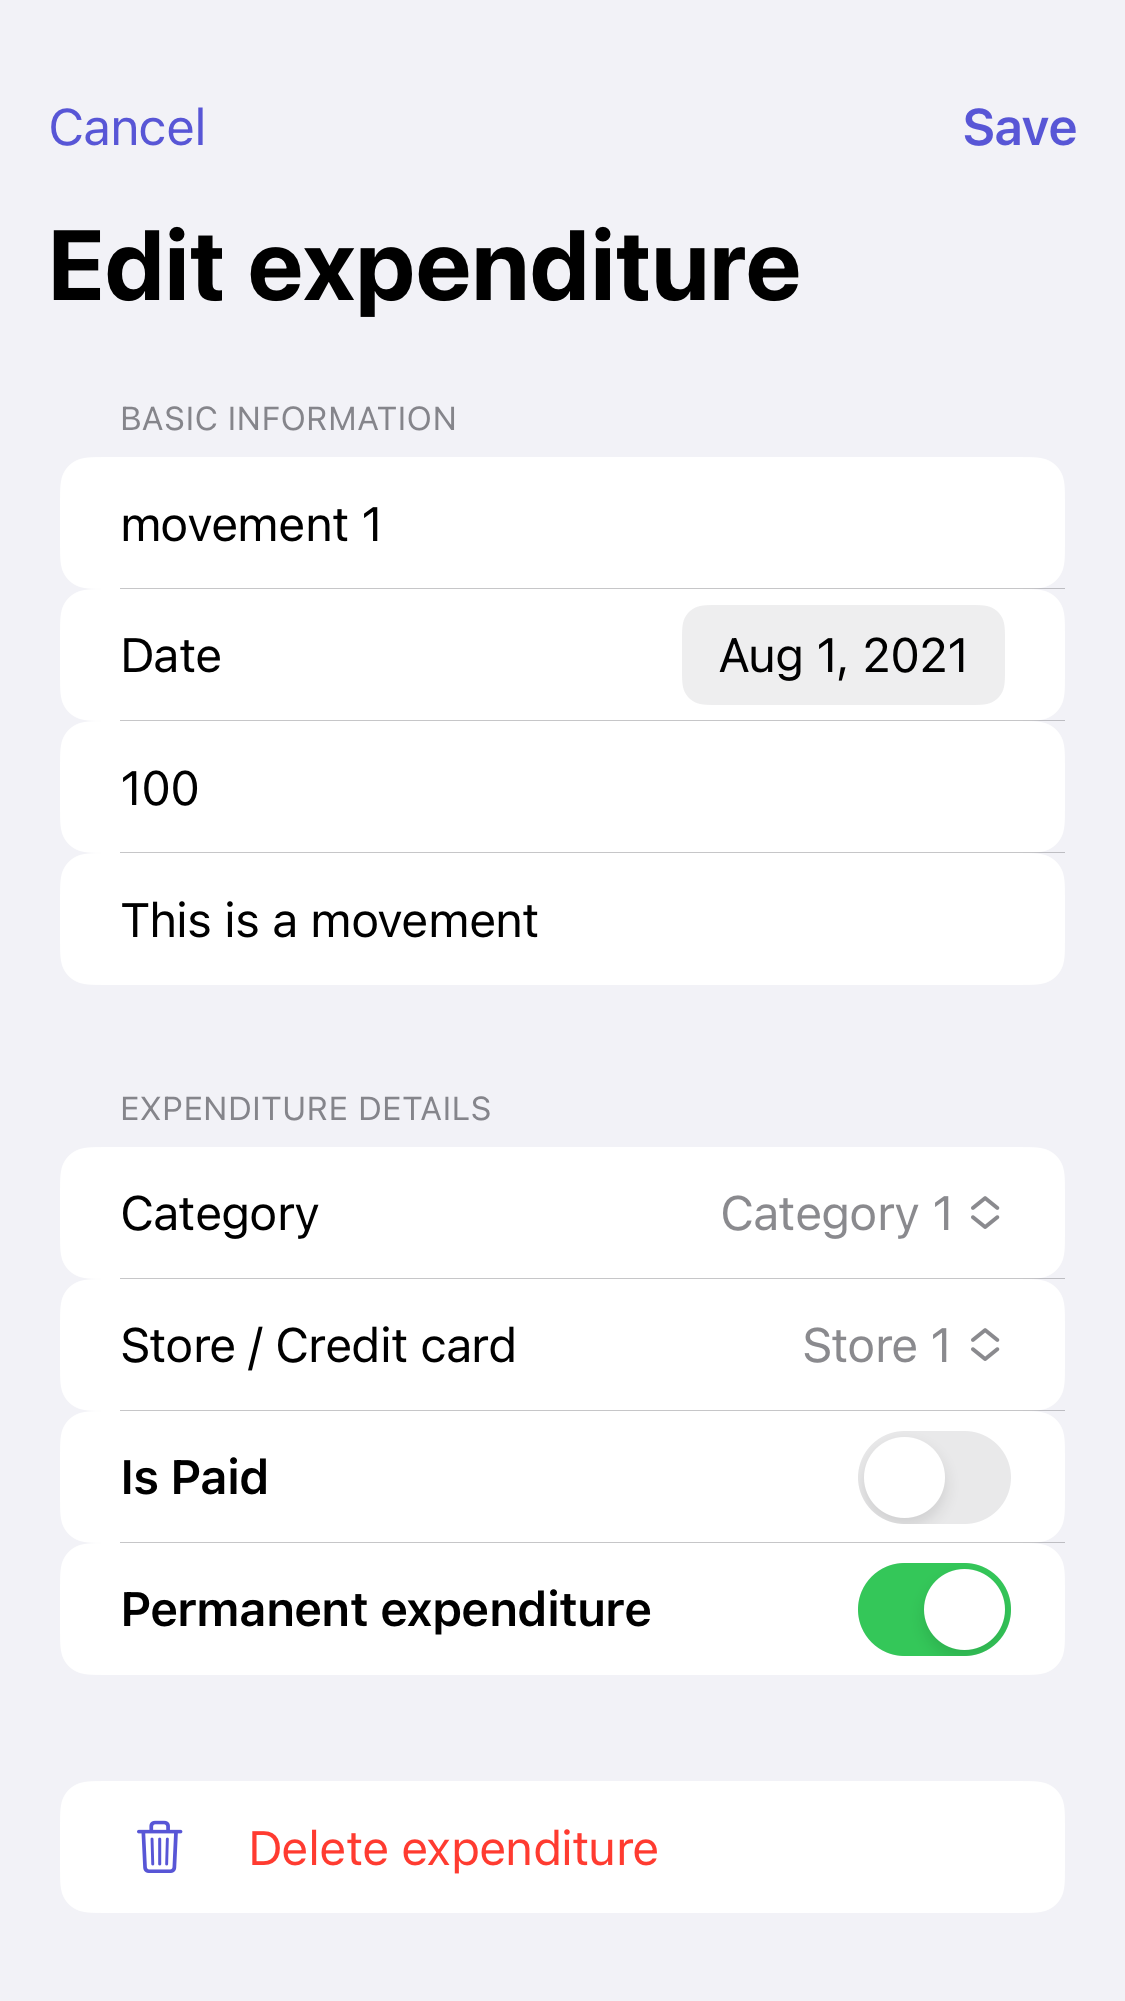 Cancel
Save
Edit expenditure
BASIC INFORMATION
movement 1
Date
Aug 1, 2021
100
This is a movement
EXPENDITURE DETAILS
Category
Category 1
Store / Credit card
Store 1
Is Paid
Permanent expenditure
Delete expenditure